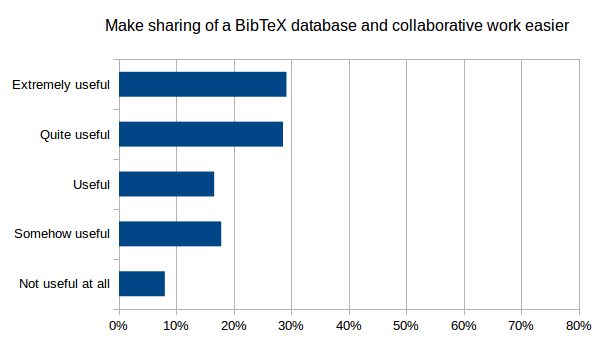 Make sharing of a BibTeX database and collaborative work easier
Extremely useful
Quite useful
Useful
Somehow useful
Not useful at all
0% 10% 20% 30% 40% 50% 60% 70% 80%